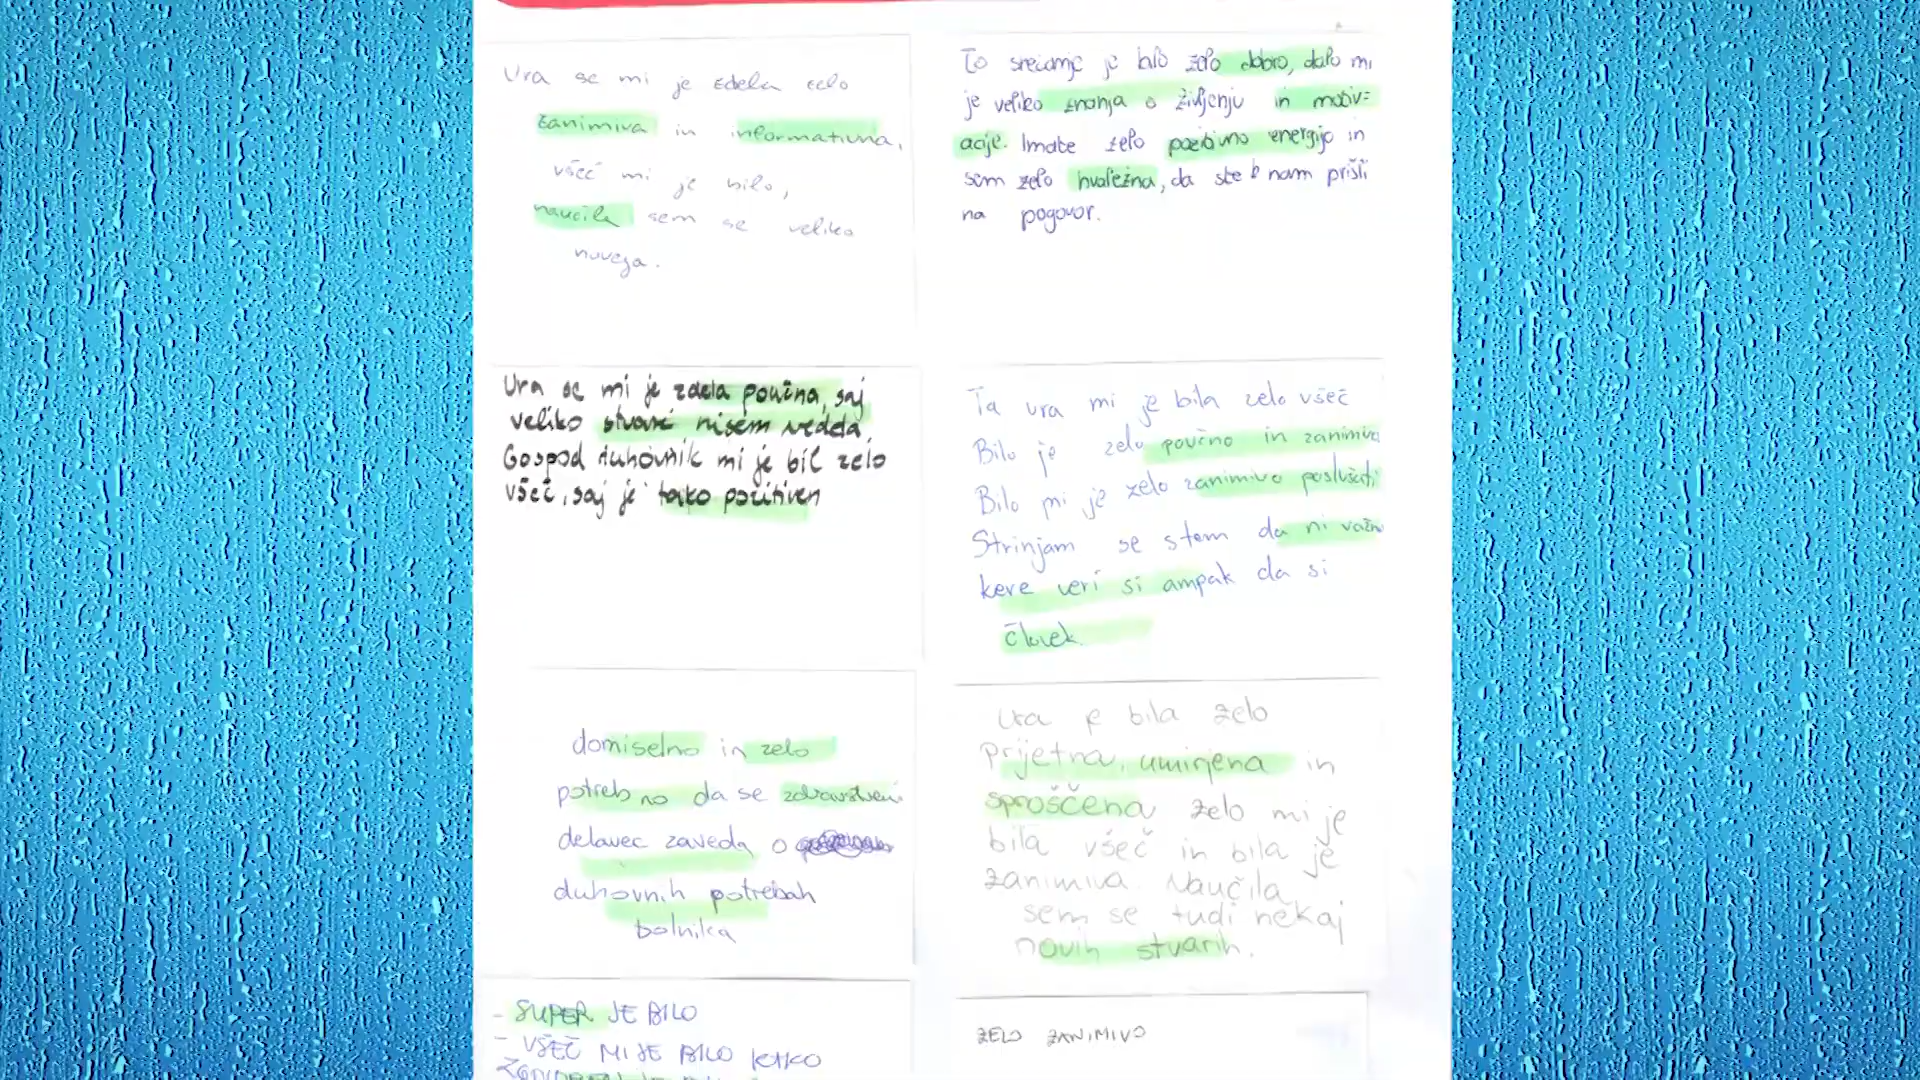 Ura se mi je zdela zelo
zanimiva in informativna,
všeč mi je bilo,
naučila sem se veliko
novega.
To srečanje je bilo zelo dobro, dalo mi
je veliko znanja o življenju in motiv-
acije. Imate zelo pozitivno energijo in
sem zelo hvaležna, da ste k nam prišli
na pogovor.
Ura se mi je zdela poučna, saj
veliko stvari nisem vedela.
Gospod duhovnik mi je bil zelo
všeč, saj je tako pozitiven
Ta ura mi je bila zelo všeč
Bilo je zelo poučno in zanimivo
Bilo mi je zelo zanimivo poslušati
Strinjam se s tem da ni važn
kere veri si ampak da si
človek.
domiselno in zelo
potrebno da se zdravstveni
delavec zaveda o
duhovnih potrebah
bolnika
Ura je bila zelo
prijetna, umirjena in
sproščena zelo mi je
bila všeč in bila je
zanimiva. Naučila
sem se tudi nekaj
novih stvarih.
- SUPER JE BILO
- VŠEČ MI JE BILO KAKO
ZELO ZANIMIVO